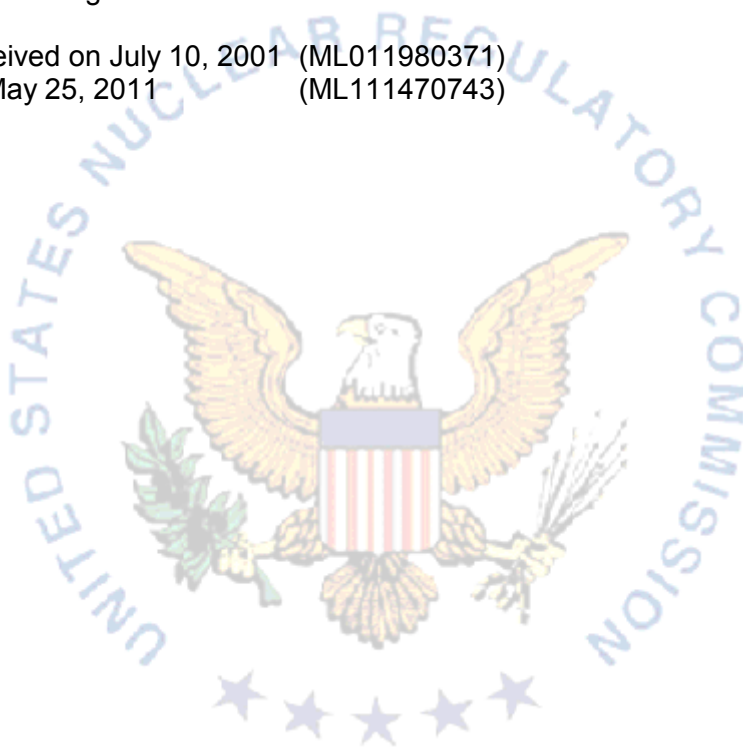 eived on July 10, 2001 (ML011980371)
May 25, 2011 (ML111470743)
UNITED STATES NUCLEAR REGULATORY COMMISSION